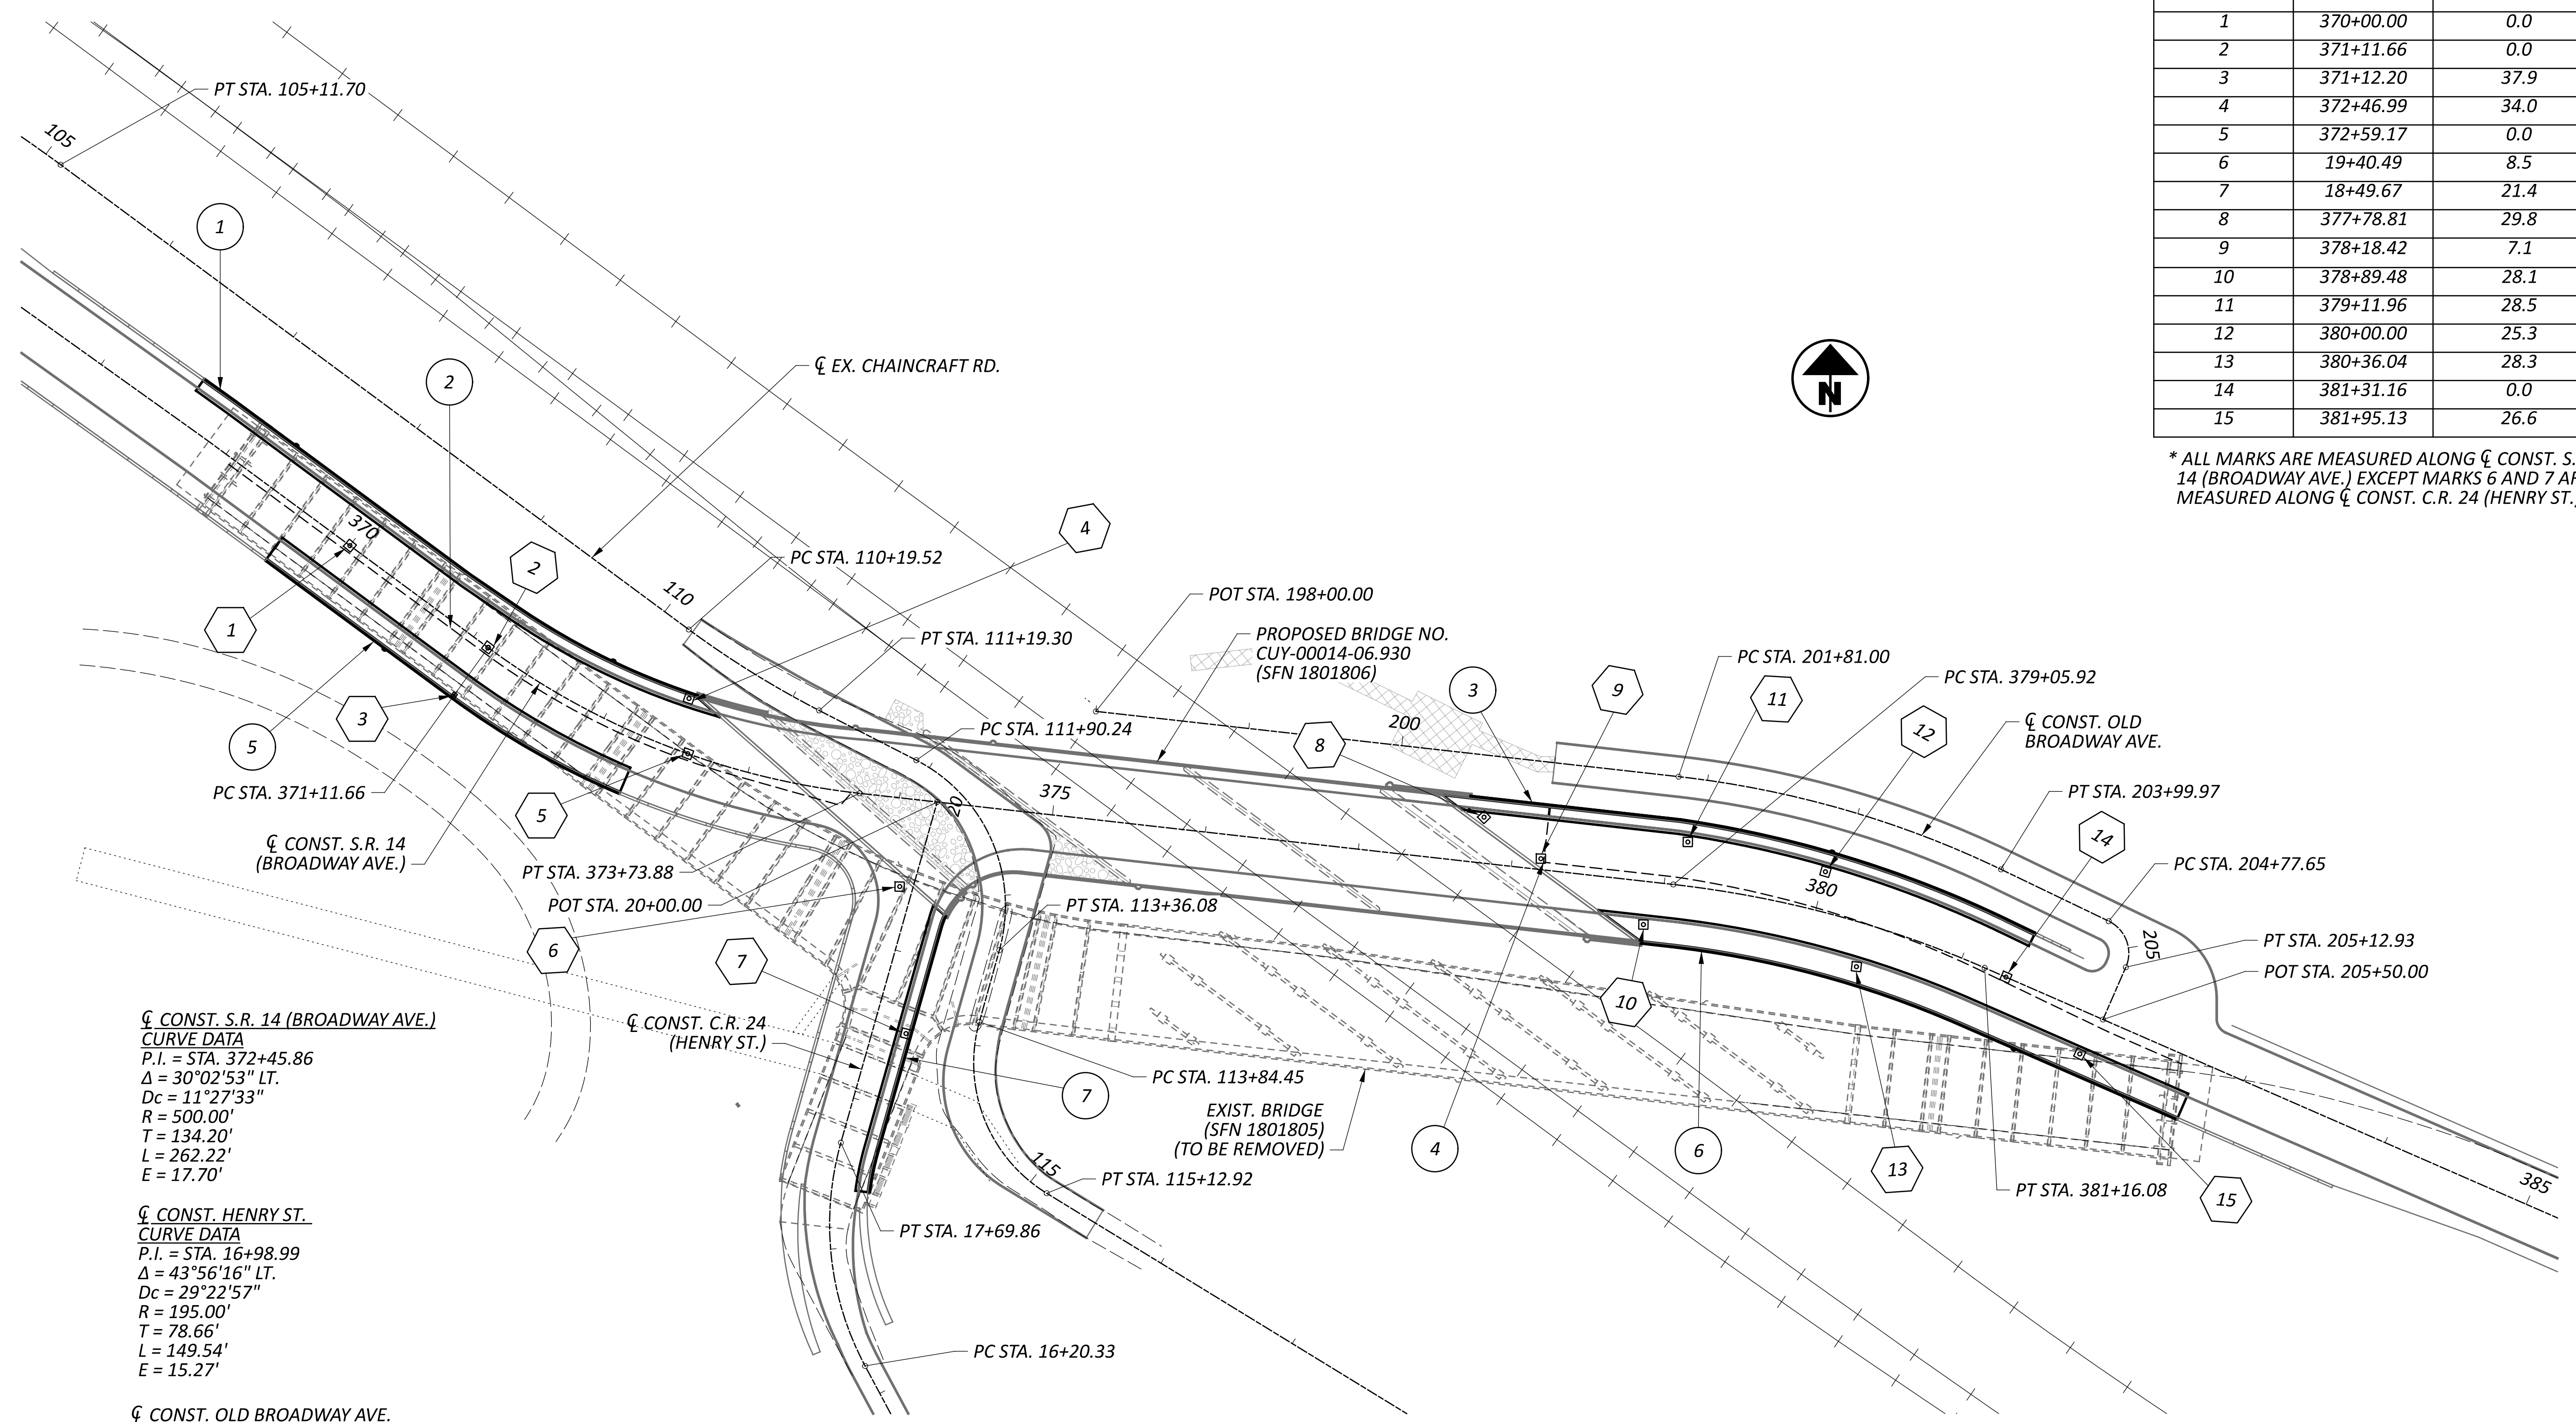 1 370+00.00 0.0
2 371+11.66 0.0
3 371+12.20 37.9
4 372+46.99 34.0
5 372+59.17 0.0
6 19+40.49 8.5
7 18+49.67 21.4
8 377+78.81 29.8
9 378+18.42 7.1
10 378+89.48 28.1
11 379+11.96 28.5
12 380+00.00 25.3
13 380+36.04 28.3
14 381+31.16 0.0
15 381+95.13 26.6
* ALL MARKS ARE MEASURED ALONG ℄ CONST. S.
14 (BROADWAY AVE.) EXCEPT MARKS 6 AND 7 AR
MEASURED ALONG ℄ CONST. C.R. 24 (HENRY ST.
PT STA. 105+11.70
105
1
2
℄ EX. CHAINCRAFT RD.
N
4
370
2
PC STA. 110+19.52
110
1
PT STA. 111+19.30
POT STA. 198+00.00
PROPOSED BRIDGE NO.
CUY-00014-06.930
(SFN 1801806)
3
9
PC STA. 201+81.00
11
PC STA. 379+05.92
3
5
PC STA. 111+90.24
200
8
12
℄ CONST. OLD
BROADWAY AVE.
PC STA. 371+11.66
5
20
375
PT STA. 203+99.97
14
℄ CONST. S.R. 14
(BROADWAY AVE.)
PT STA. 373+73.88
POT STA. 20+00.00
PC STA. 204+77.65
380
6
PT STA. 113+36.08
7
205
PT STA. 205+12.93
POT STA. 205+50.00
10
℄ CONST. C.R. 24
(HENRY ST.)
PC STA. 113+84.45
7
EXIST. BRIDGE
(SFN 1801805)
(TO BE REMOVED)
4
6
13
115
PT STA. 115+12.92
PT STA. 381+16.08
15
385
PT STA. 17+69.86
PC STA. 16+20.33
℄ CONST. S.R. 14 (BROADWAY AVE.)
CURVE DATA
P.I. = STA. 372+45.86
Δ = 30°02'53" LT.
Dc = 11°27'33"
R = 500.00'
T = 134.20'
L = 262.22'
E = 17.70'
℄ CONST. HENRY ST.
CURVE DATA
P.I. = STA. 16+98.99
Δ = 43°56'16" LT.
Dc = 29°22'57"
R = 195.00'
T = 78.66'
L = 149.54'
E = 15.27'
℄ CONST. OLD BROADWAY AVE.